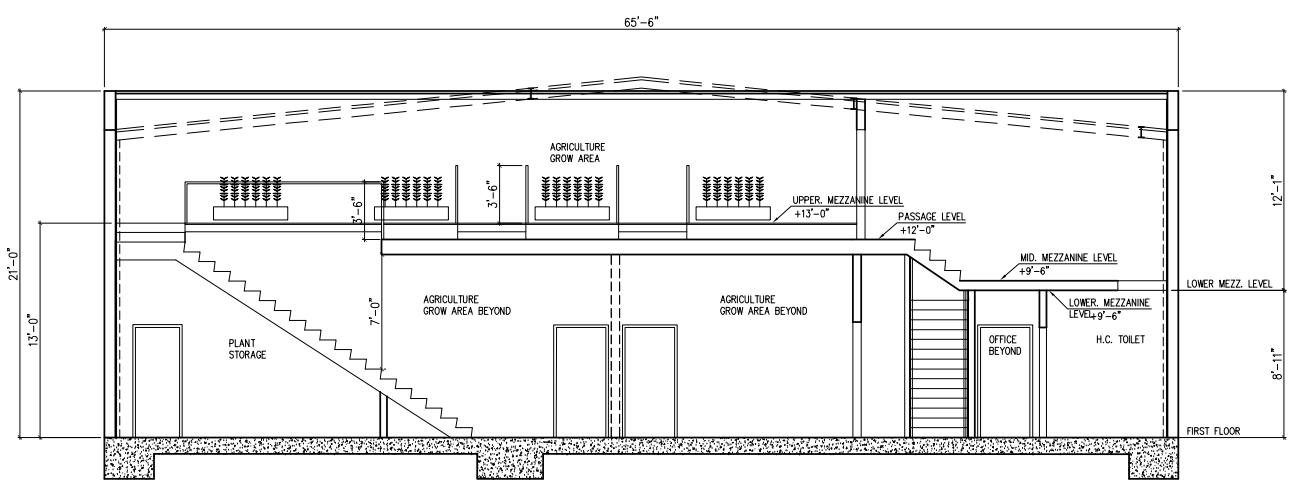 65'-6"
AGRICULTURE
GROW AREA
3'-6"
3'-6"
UPPER. MEZZANINE LEVEL
+13'-0"
PASSAGE LEVEL
+12'-0"
12'-1"
21'-0"
MID. MEZZANINE LEVEL
+9'-6"
LOWER MEZZ. LEVEL
13'-0"
7'-0"
AGRICULTURE
GROW AREA BEYOND
AGRICULTURE
GROW AREA BEYOND
LOWER. MEZZANINE
LEVEL+9'-6"
PLANT
STORAGE
OFFICE
BEYOND
H.C. TOILET
8'-11"
FIRST FLOOR